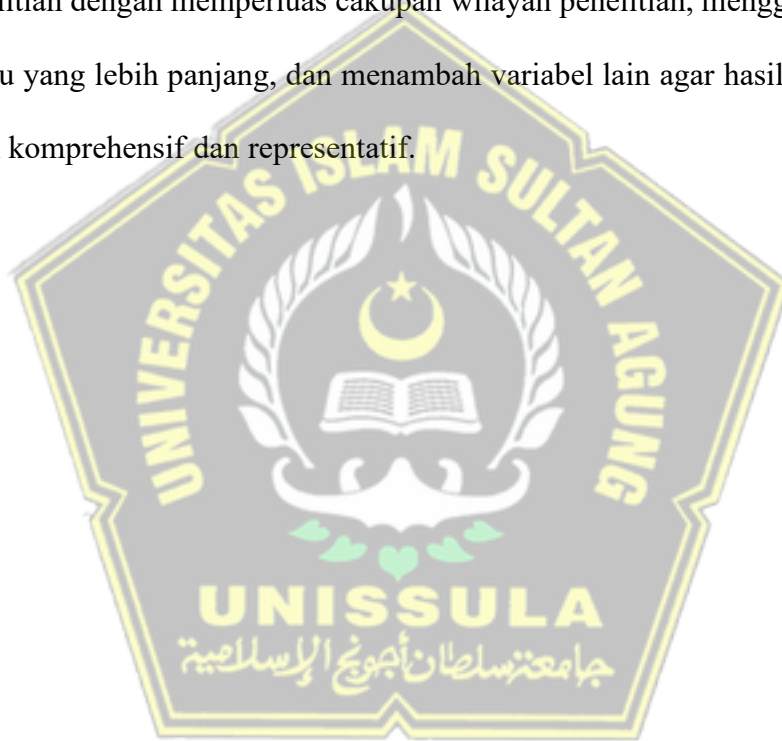 dengan memperluas cakupan wilayah penelitian,
yang lebih panjang, dan menambah variabel lain agar hasil
komprehensif dan representatif.
UNIVERSITAS ISLAM SULTAN AGUNG
UNISSULA
جامعة سلطان أجونج الإسلامية